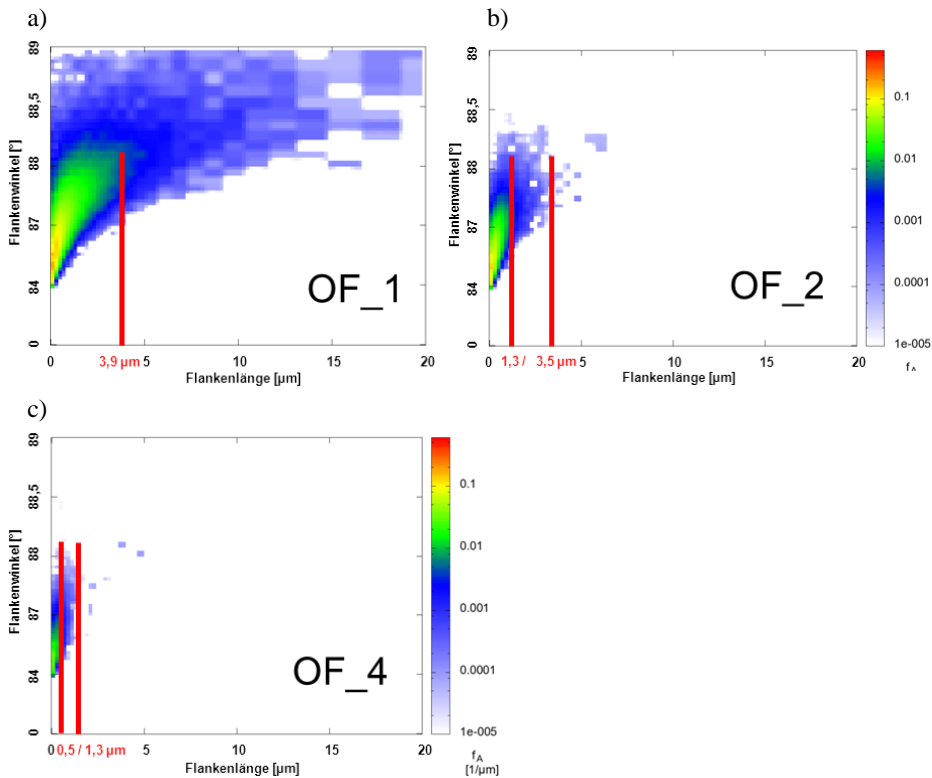 a)
89
88,5
88
87
84
0
Flankenwinkel [°]
OF_1
0
5
10
15
20
3,9 µm
Flankenlänge [µm]
b)
89
88,5
88
87
84
0
Flankenwinkel [°]
OF_2
0
5
10
15
20
1,3 / 3,5 µm
Flankenlänge [µm]
0.1
0.01
0.001
0.0001
1e-005
f_A
c)
89
88,5
88
87
84
0
Flankenwinkel [°]
OF_4
0
5
10
15
20
0,5 / 1,3 µm
Flankenlänge [µm]
0.1
0.01
0.001
0.0001
1e-005
f_A
[1/µm]